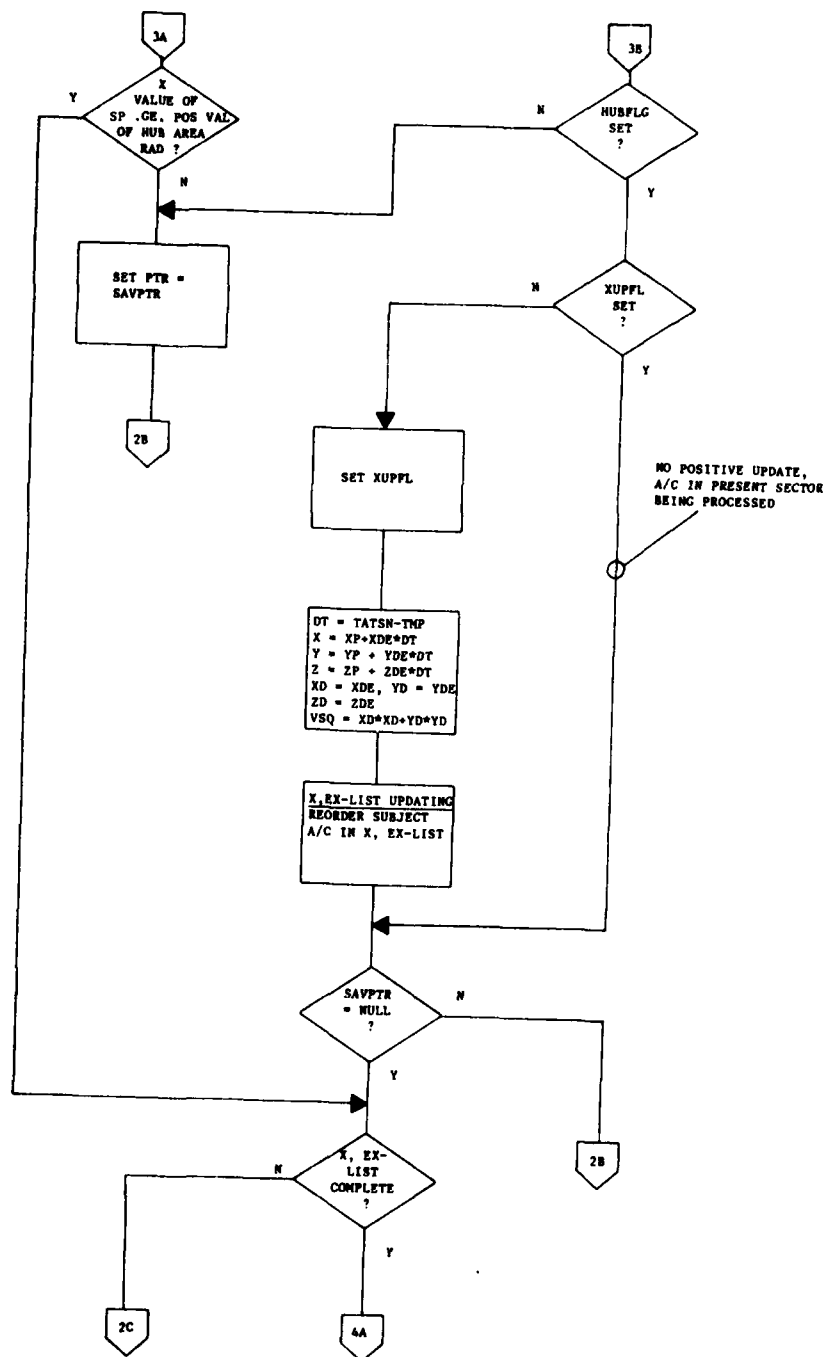 3A
3B
Y
X
VALUE OF
SP .GE. POS VAL
OF HUB AREA
RAD ?
N
N
HUBFLG
SET
?
Y
SET PTR =
SAVPTR
2B
N
XUPFL
SET
?
Y
SET XUPFL
NO POSITIVE UPDATE,
A/C IN PRESENT SECTOR
BEING PROCESSED
DT = TATSN-TMP
X = XP+XDE*DT
Y = YP + YDE*DT
Z = ZP + ZDE*DT
XD = XDE, YD = YDE
ZD = ZDE
VSQ = XD*XD+YD*YD
X,EX-LIST UPDATING
REORDER SUBJECT
A/C IN X, EX-LIST
SAVPTR
= NULL
?
N
Y
2B
N
X, EX-
LIST
COMPLETE
?
Y
2C
4A